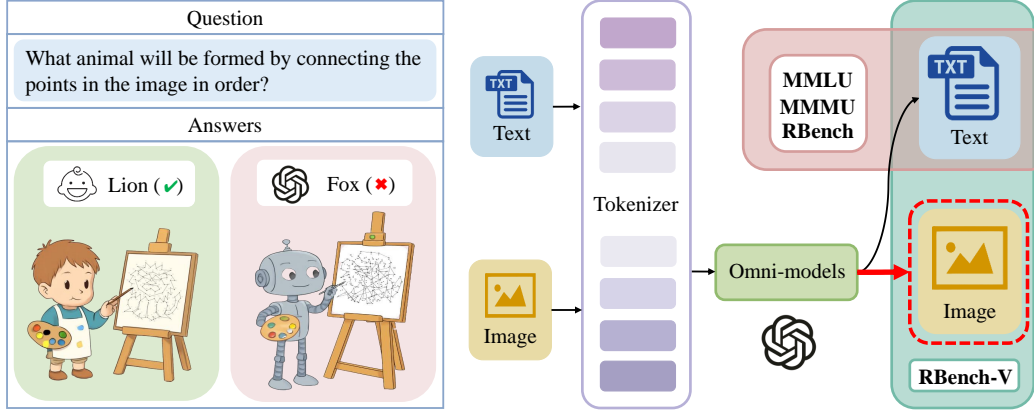 Question
What animal will be formed by connecting the
points in the image in order?
Answers
Lion (✔)
Fox (✖)
TXT
Text
Image
Tokenizer
Omni-models
MMLU
MMMU
RBench
TXT
Text
Image
RBench-V